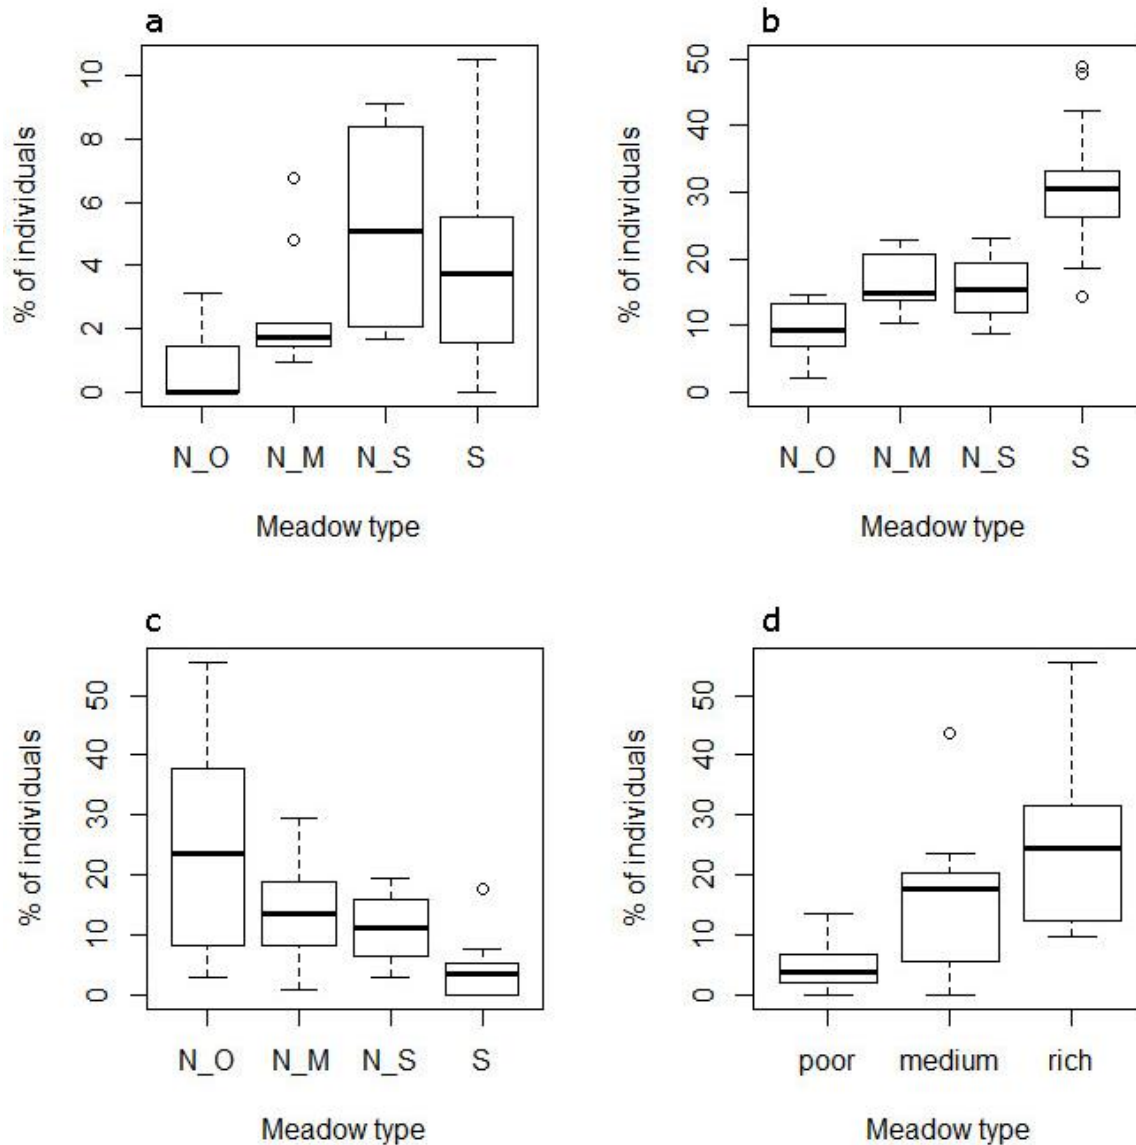 a
% of individuals
10
8
6
4
2
0
N_O N_M N_S S
Meadow type
b
% of individuals
50
40
30
20
10
0
N_O N_M N_S S
Meadow type
c
% of individuals
50
40
30
20
10
0
N_O N_M N_S S
Meadow type
d
% of individuals
50
40
30
20
10
0
poor medium rich
Meadow type